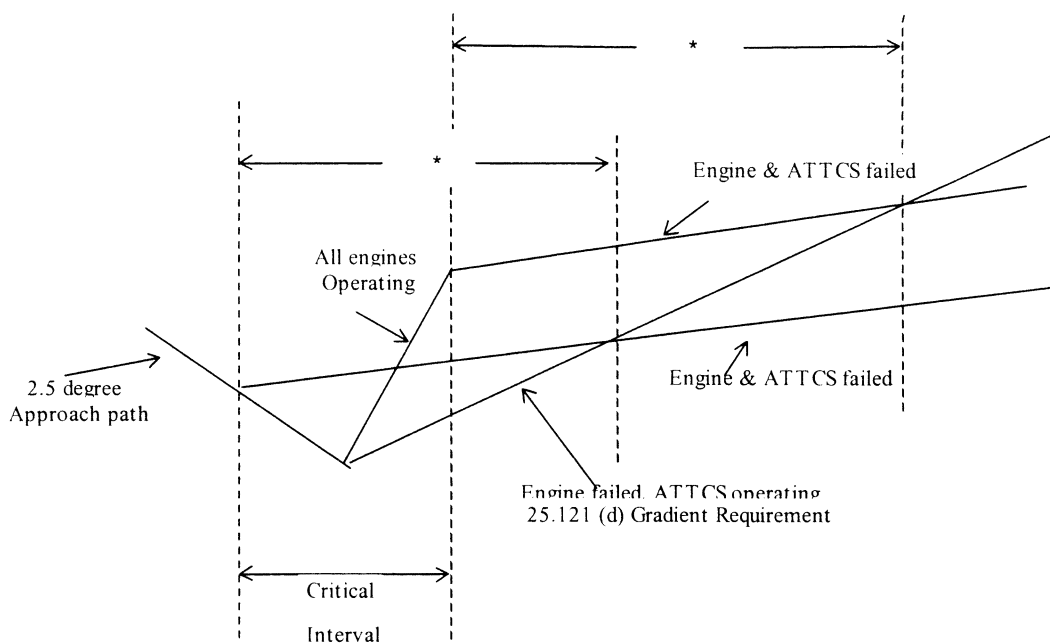 *
*
Engine & ATTCS failed
All engines
Operating
2.5 degree
Approach path
Engine & ATTCS failed
Engine failed, ATTCS operating
25.121 (d) Gradient Requirement
Critical
Interval